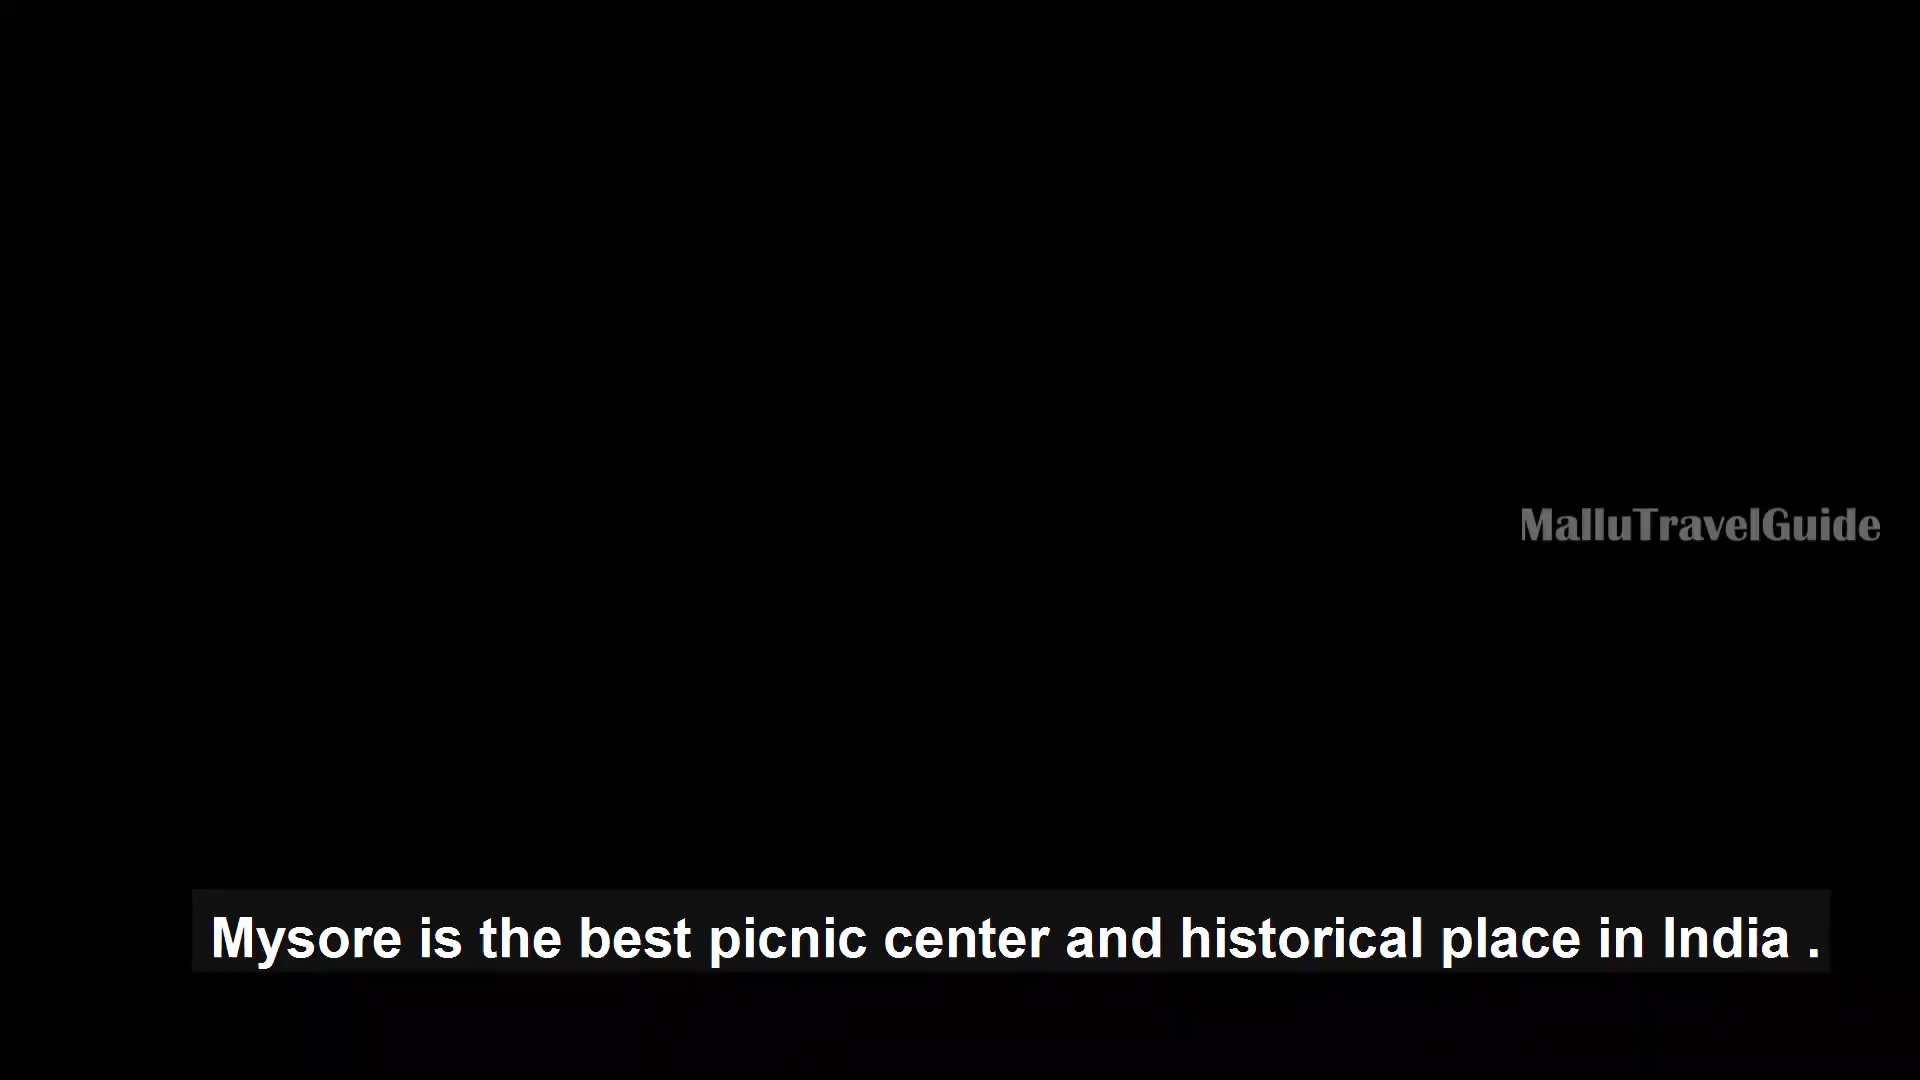 MalluTravelGuide
Mysore is the best picnic center and historical place in India .